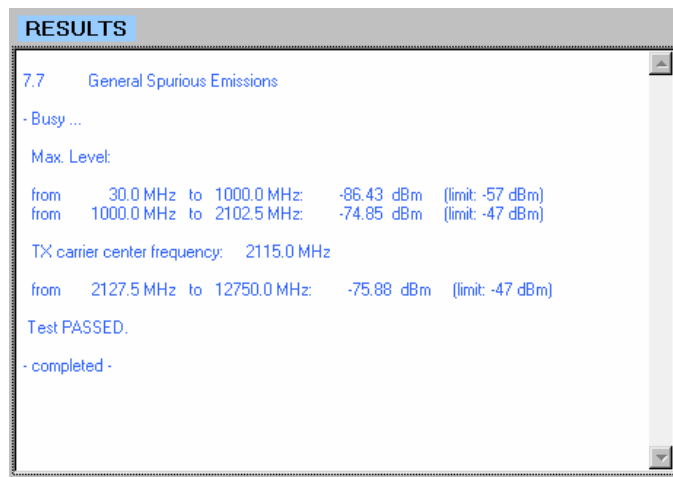 RESULTS
7.7 General Spurious Emissions
- Busy ...
Max. Level:
from 30.0 MHz to 1000.0 MHz: -86.43 dBm (limit: -57 dBm)
from 1000.0 MHz to 2102.5 MHz: -74.85 dBm (limit: -47 dBm)
TX carrier center frequency: 2115.0 MHz
from 2127.5 MHz to 12750.0 MHz: -75.88 dBm (limit: -47 dBm)
Test PASSED.
- completed -